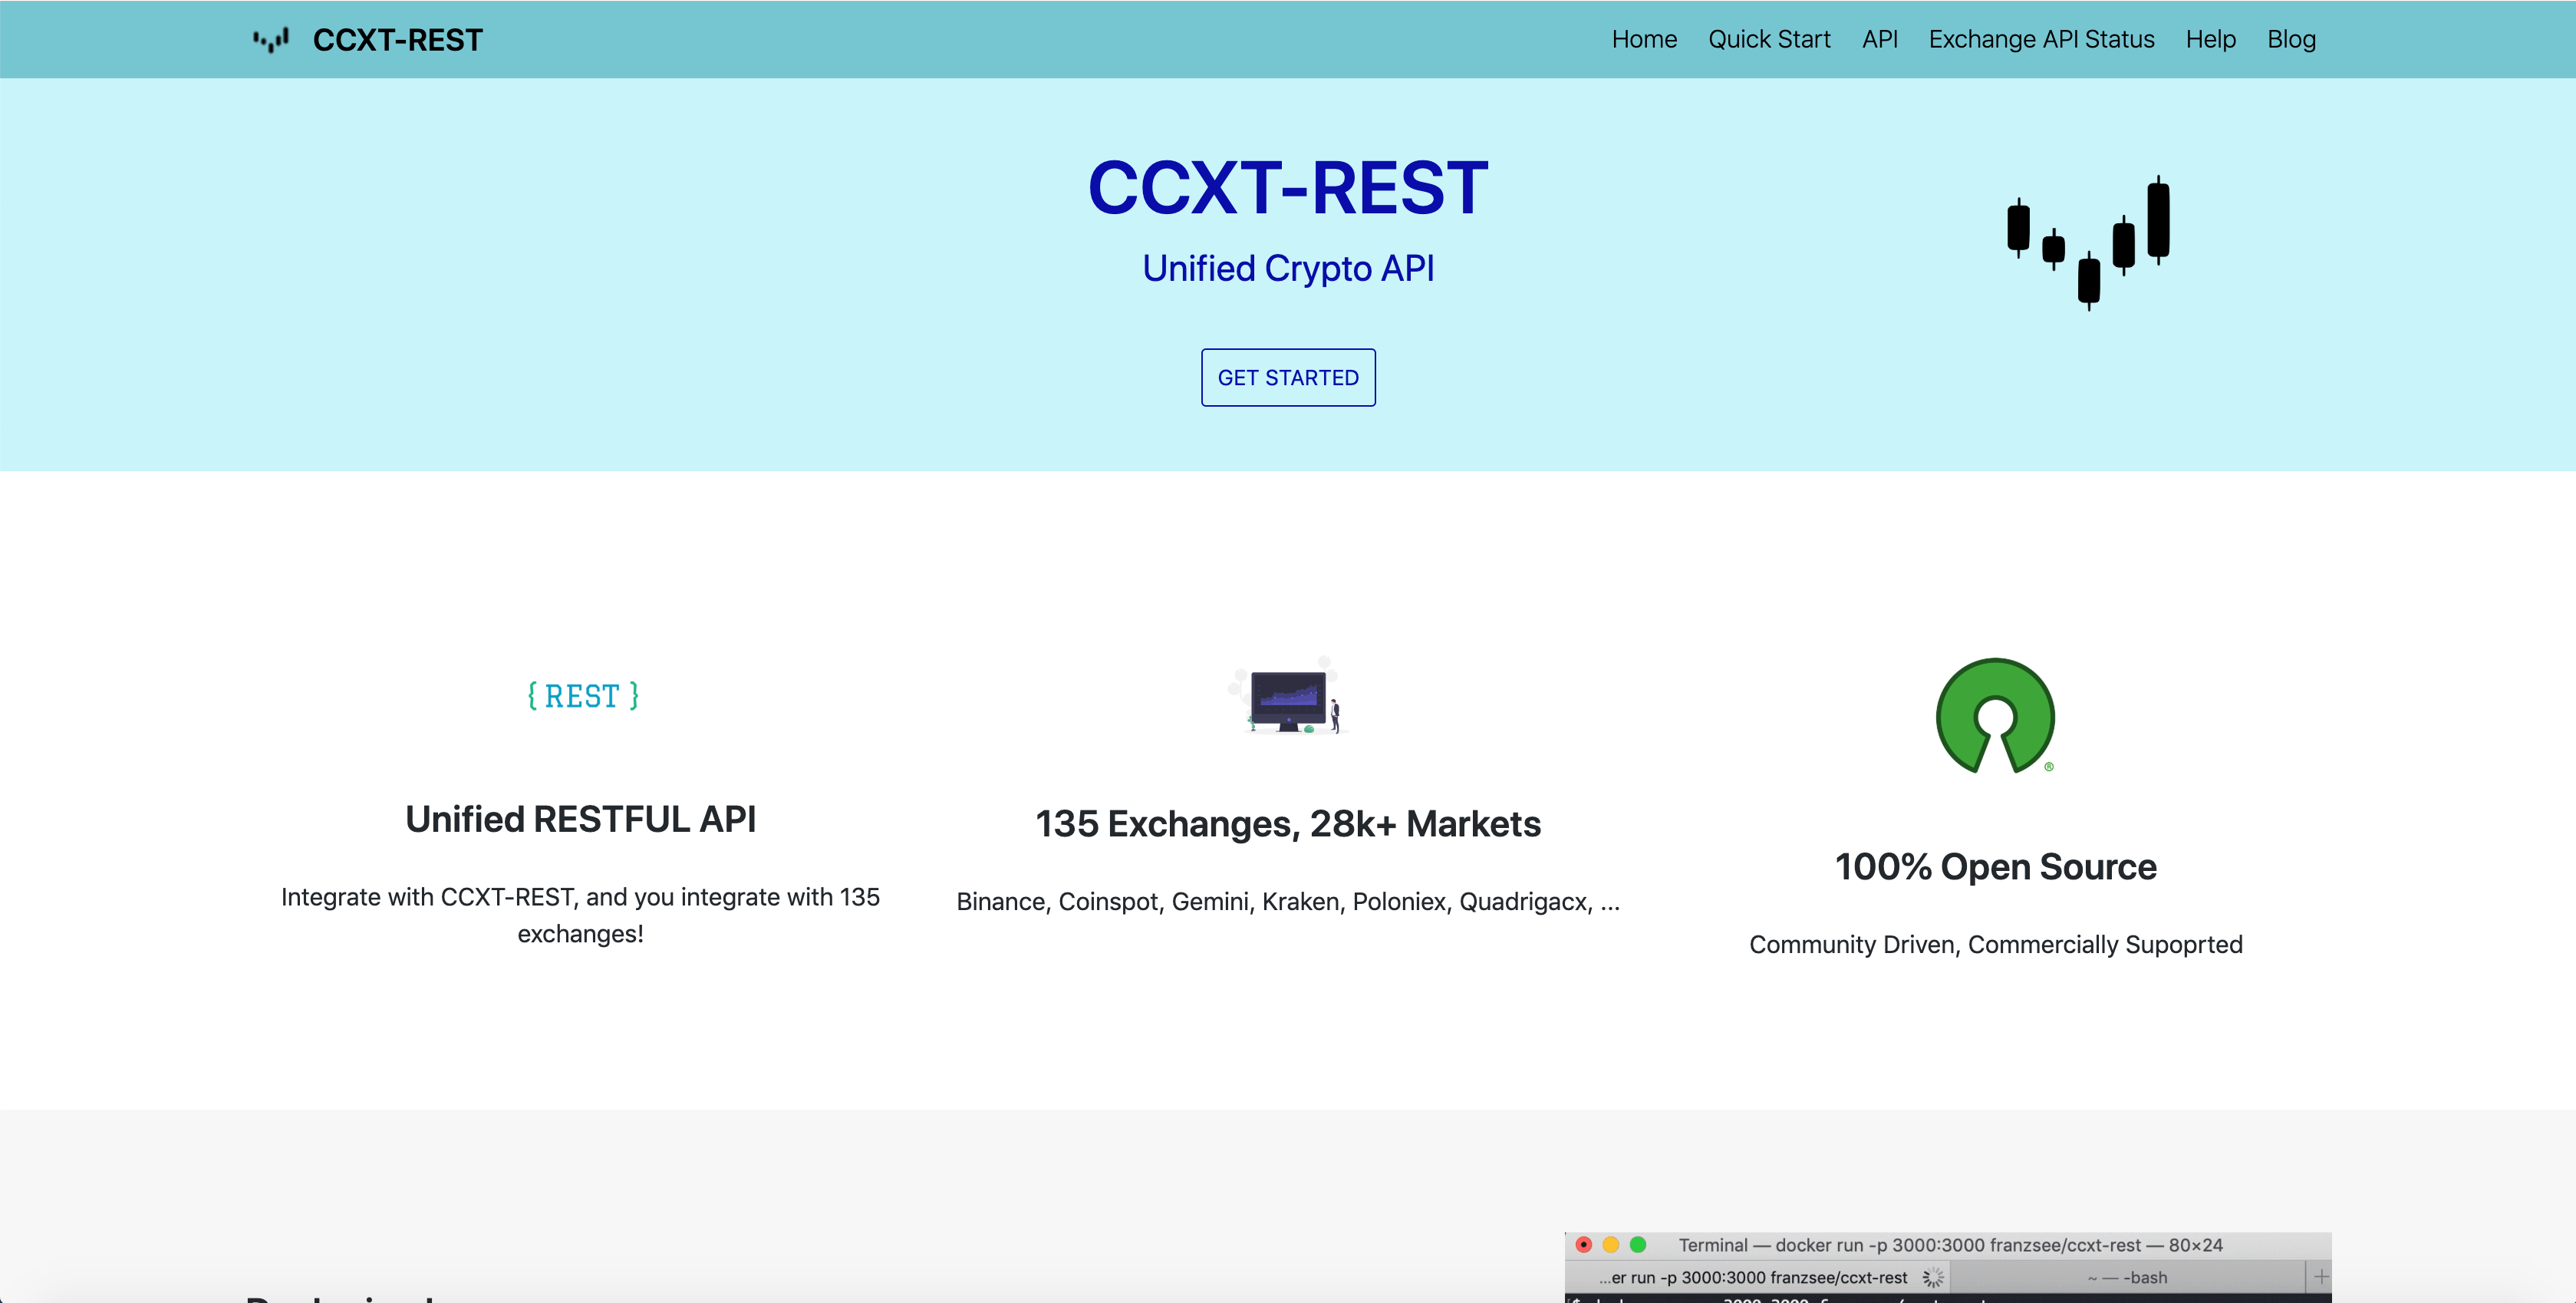 CCXT-REST
Home Quick Start API Exchange API Status Help Blog
CCXT-REST
Unified Crypto API
GET STARTED
{ REST }
Unified RESTFUL API
Integrate with CCXT-REST, and you integrate with 135
exchanges!
135 Exchanges, 28k+ Markets
Binance, Coinspot, Gemini, Kraken, Poloniex, Quadrigacx, ...
®
100% Open Source
Community Driven, Commercially Supoprted
Terminal — docker run -p 3000:3000 franzsee/ccxt-rest — 80×24
...er run -p 3000:3000 franzsee/ccxt-rest
~ — -bash